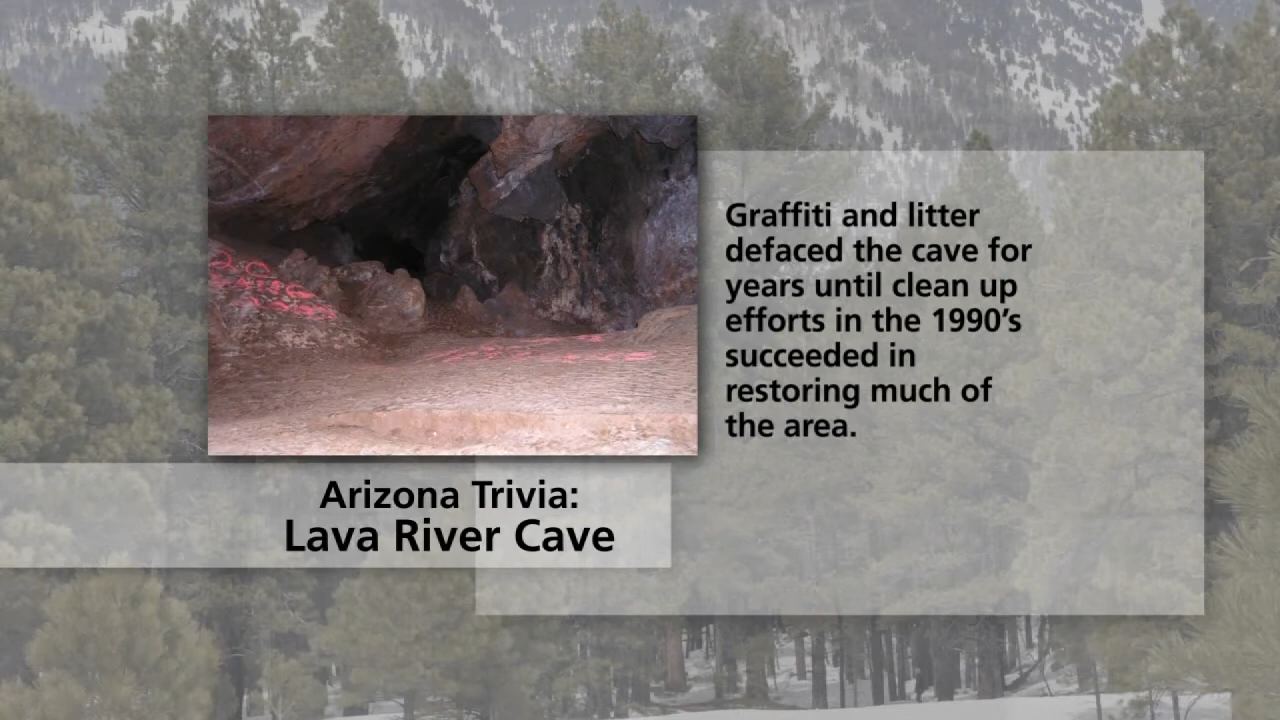 Graffiti and litter
defaced the cave for
years until clean up
efforts in the 1990’s
succeeded in
restoring much of
the area.
Arizona Trivia:
Lava River Cave